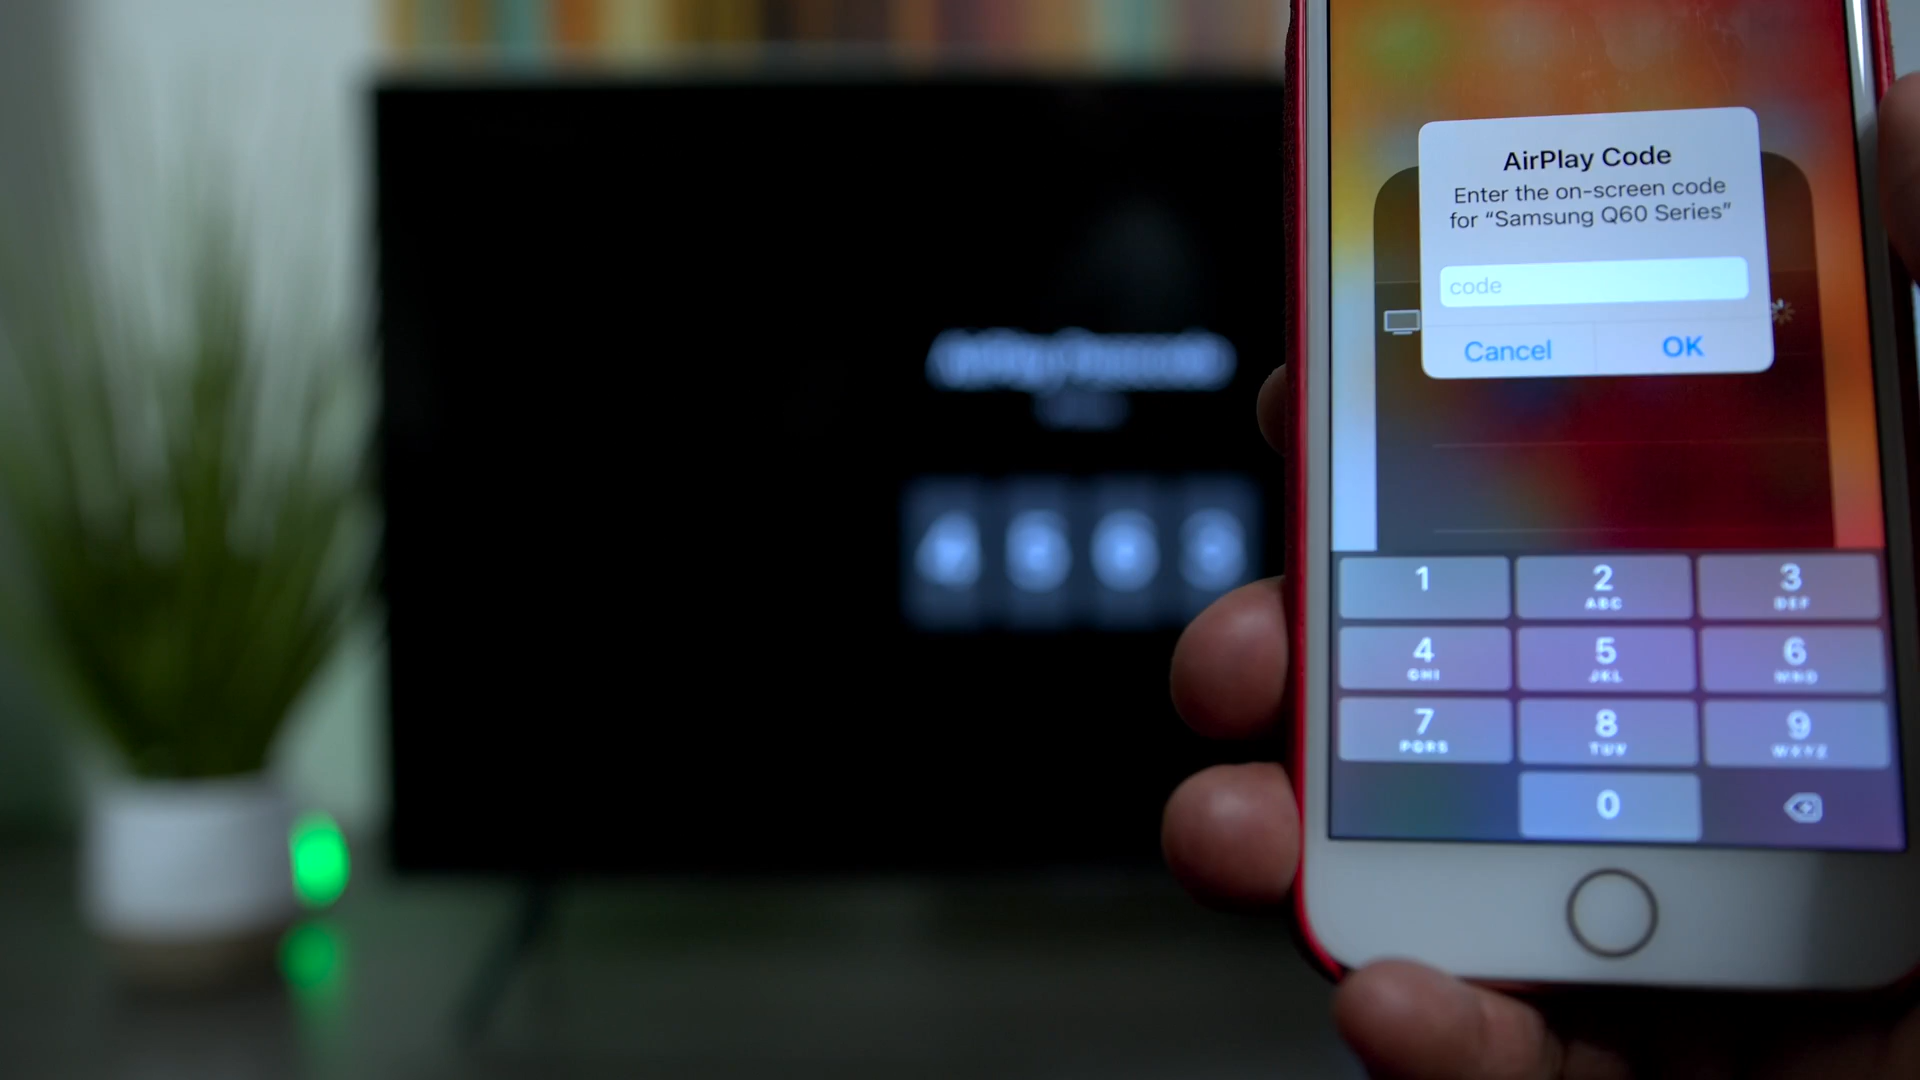 AirPlay Code
Enter the on-screen code
for “Samsung Q60 Series”
code
Cancel OK
1 2 3
ABC DEF
4 5 6
GHI JKL MNO
7 8 9
PQRS TUV WXYZ
0